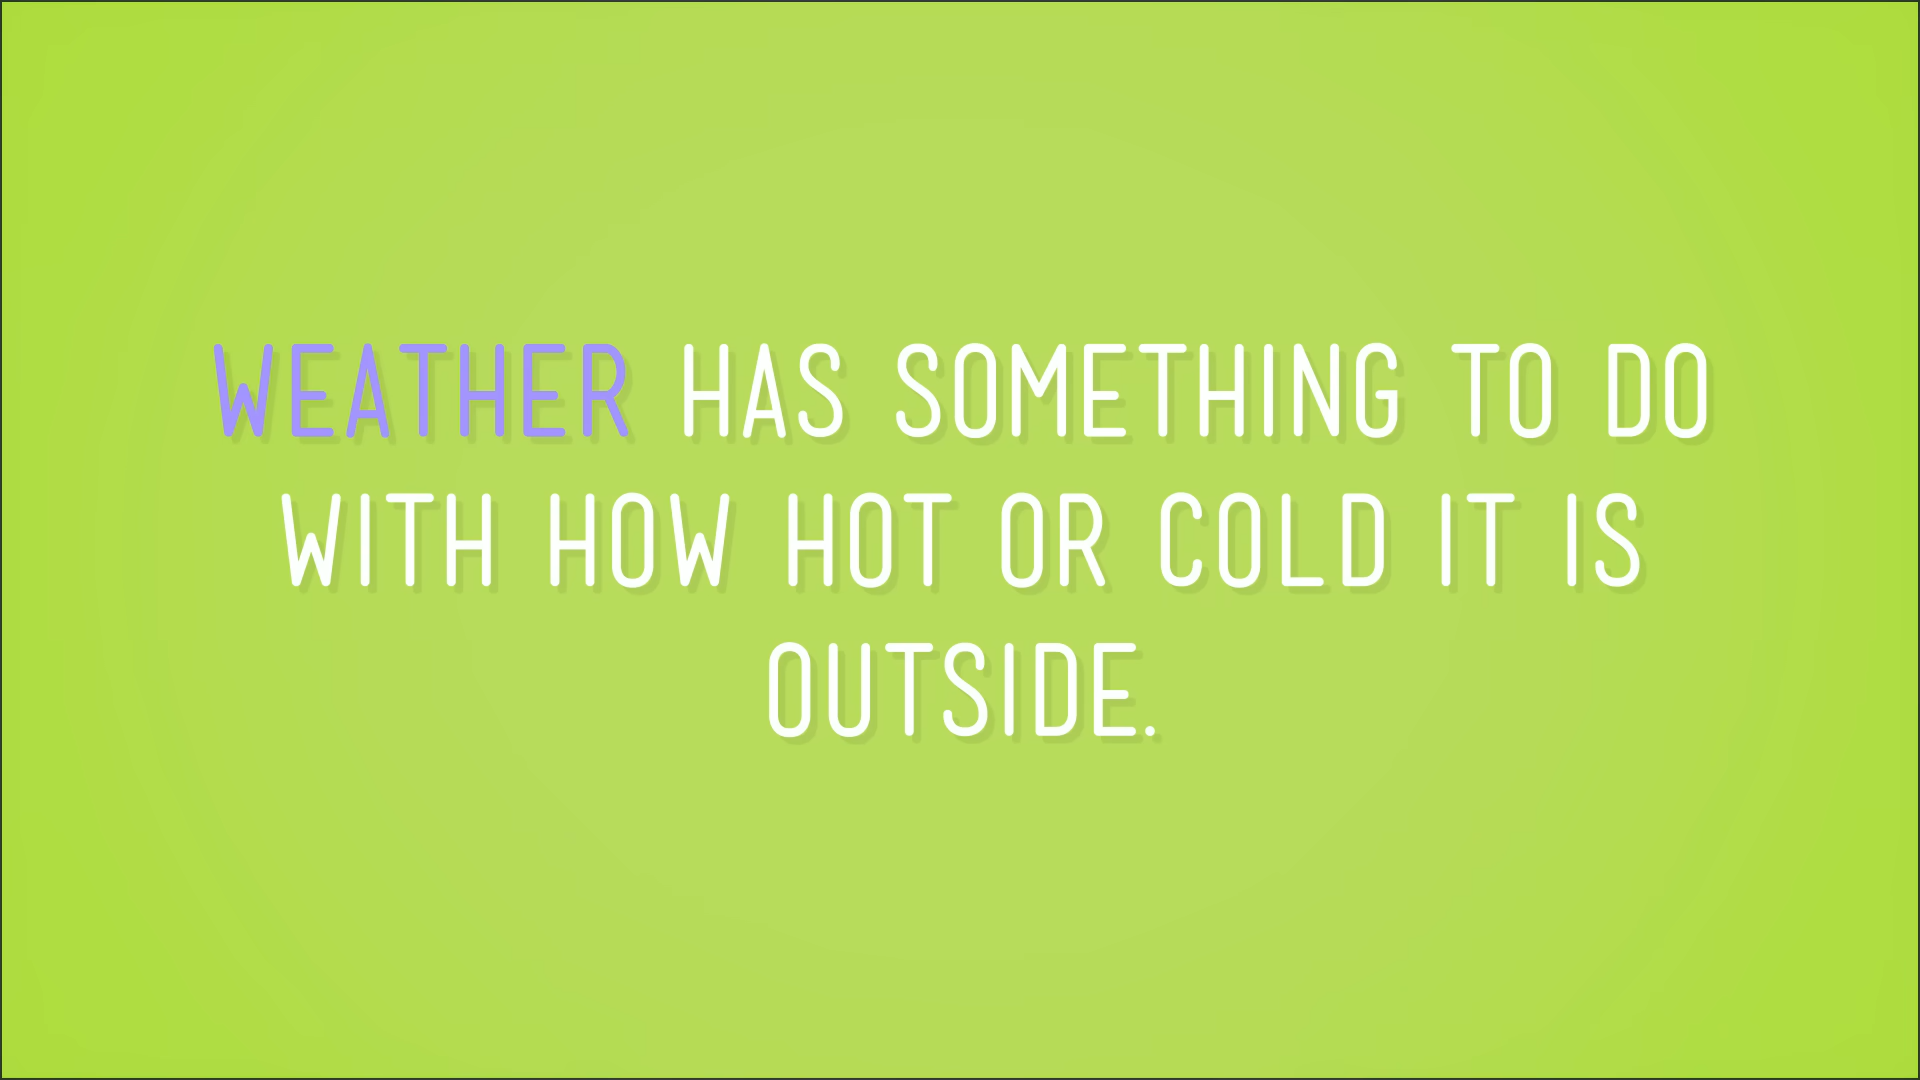 WEATHER HAS SOMETHING TO DO
WITH HOW HOT OR COLD IT IS
OUTSIDE.